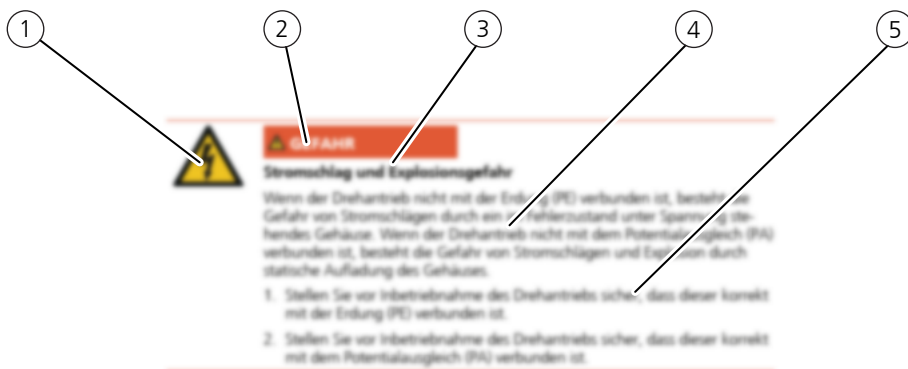 1 2 3 4 5
GEFAHR
Stromschlag und Explosionsgefahr
Wenn der Drehantrieb nicht mit der Erdung (PE) verbunden ist, besteht die
Gefahr von Stromschlägen durch ein im Fehlerzustand unter Spannung ste-
hendes Gehäuse. Wenn der Drehantrieb nicht mit dem Potentialausgleich (PA)
verbunden ist, besteht die Gefahr von Stromschlägen und Explosion durch
statische Aufladung des Gehäuses.
1. Stellen Sie vor Inbetriebnahme des Drehantriebs sicher, dass dieser korrekt
mit der Erdung (PE) verbunden ist.
2. Stellen Sie vor Inbetriebnahme des Drehantriebs sicher, dass dieser korrekt
mit dem Potentialausgleich (PA) verbunden ist.